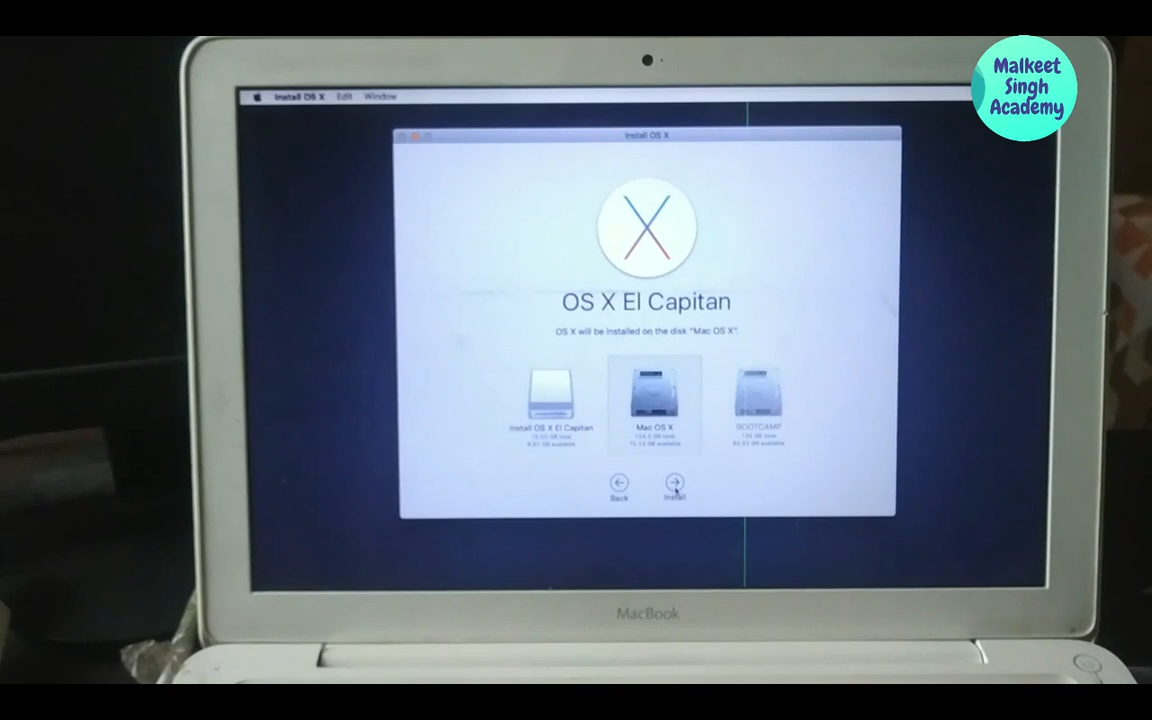 Malkeet
Singh
Academy
Install OS X Edit Window
Install OS X
OS X El Capitan
OS X will be installed on the disk "Mac OS X".
Install OS X El Capitan
Mac OS X
BOOTCAMP
Back
Install
MacBook